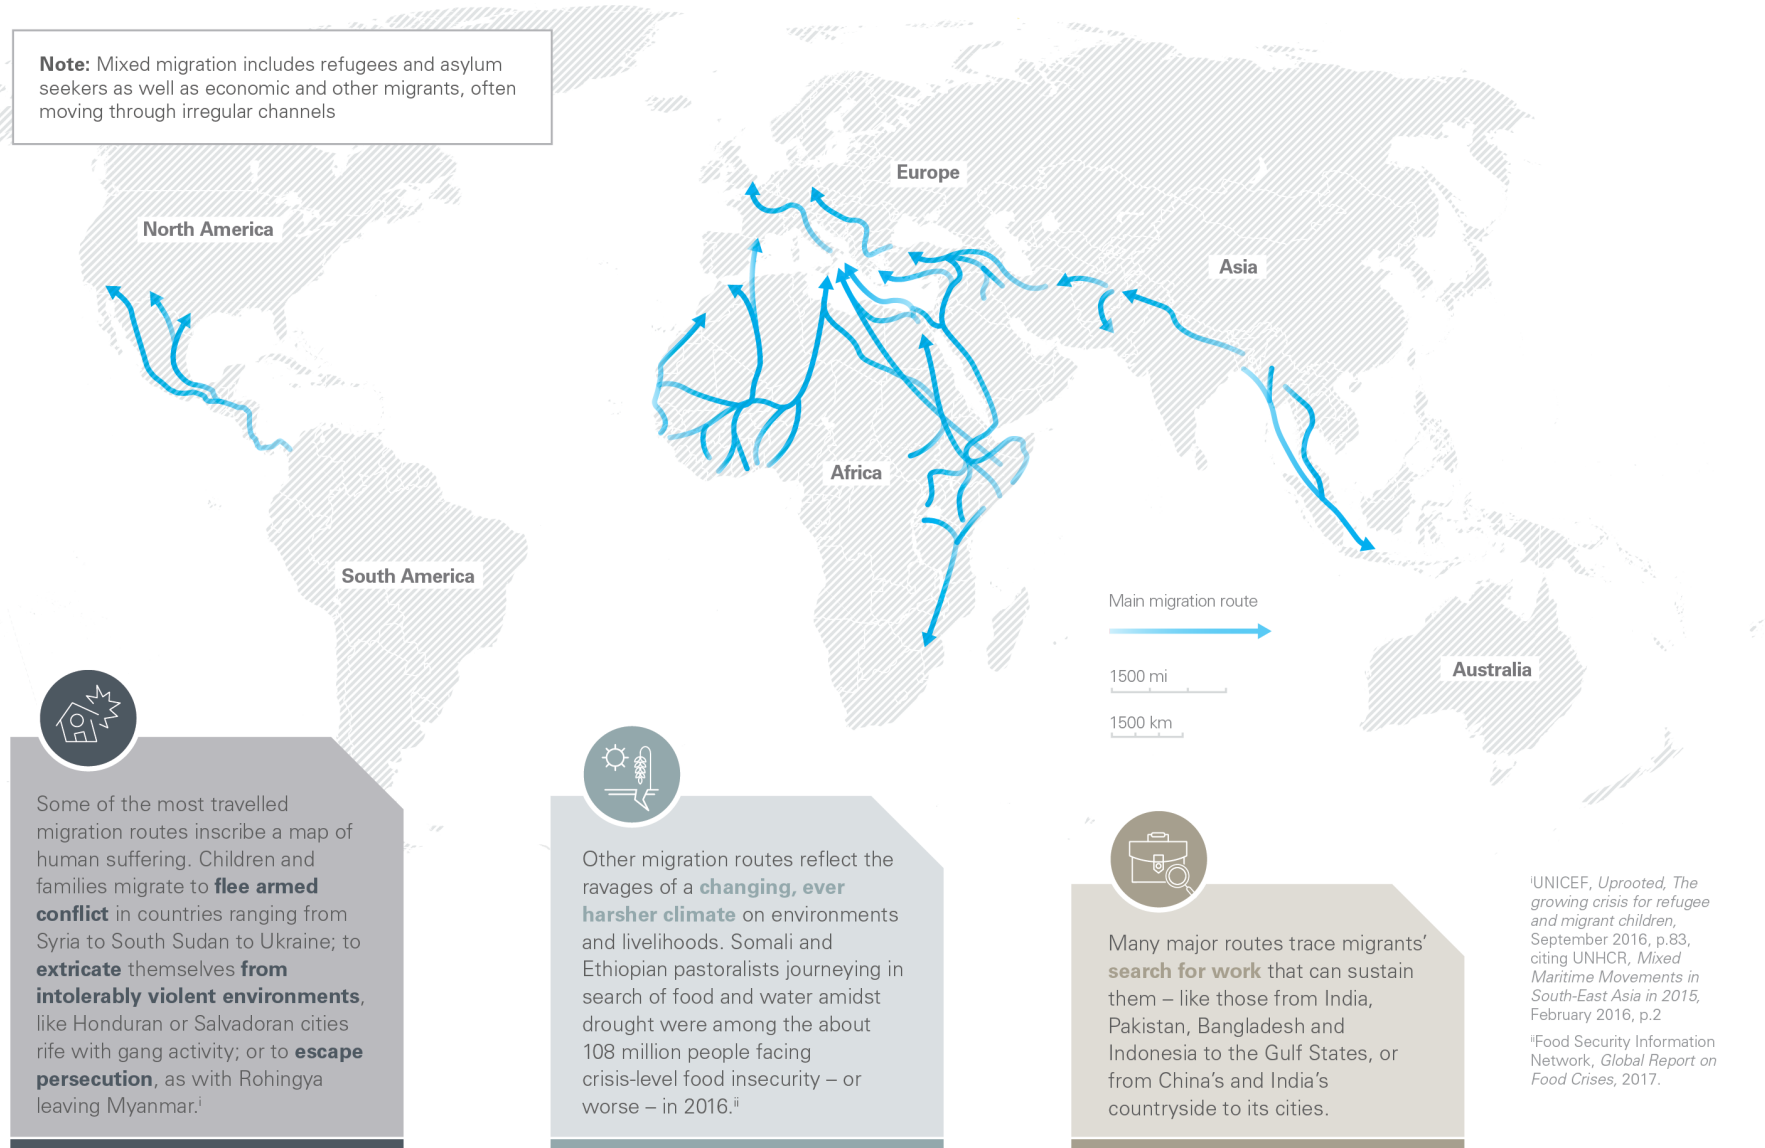 Note: Mixed migration includes refugees and asylum
seekers as well as economic and other migrants, often
moving through irregular channels
Europe
North America
Asia
Africa
South America
Main migration route
1500 mi
1500 km
Australia
Some of the most travelled
migration routes inscribe a map of
human suffering. Children and
families migrate to flee armed
conflict in countries ranging from
Syria to South Sudan to Ukraine; to
extricate themselves from
intolerably violent environments,
like Honduran or Salvadoran cities
rife with gang activity; or to escape
persecution, as with Rohingya
leaving Myanmar.ⁱ
Other migration routes reflect the
ravages of a changing, ever
harsher climate on environments
and livelihoods. Somali and
Ethiopian pastoralists journeying in
search of food and water amidst
drought were among the about
108 million people facing
crisis-level food insecurity – or
worse – in 2016.ⁱⁱ
Many major routes trace migrants’
search for work that can sustain
them – like those from India,
Pakistan, Bangladesh and
Indonesia to the Gulf States, or
from China’s and India’s
countryside to its cities.
ⁱUNICEF, Uprooted, The
growing crisis for refugee
and migrant children,
September 2016, p.83,
citing UNHCR, Mixed
Maritime Movements in
South-East Asia in 2015,
February 2016, p.2
ⁱⁱFood Security Information
Network, Global Report on
Food Crises, 2017.